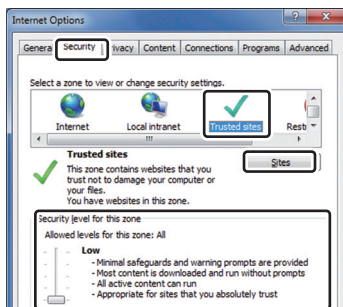 Internet Options
General Security Privacy Content Connections Programs Advanced
Select a zone to view or change security settings.
Internet Local intranet Trusted sites Restr
Trusted sites
This zone contains websites that you
trust not to damage your computer or
your files.
You have websites in this zone.
Sites
Security level for this zone
Allowed levels for this zone: All
Low
- Minimal safeguards and warning prompts are provided
- Most content is downloaded and run without prompts
- All active content can run
- Appropriate for sites that you absolutely trust